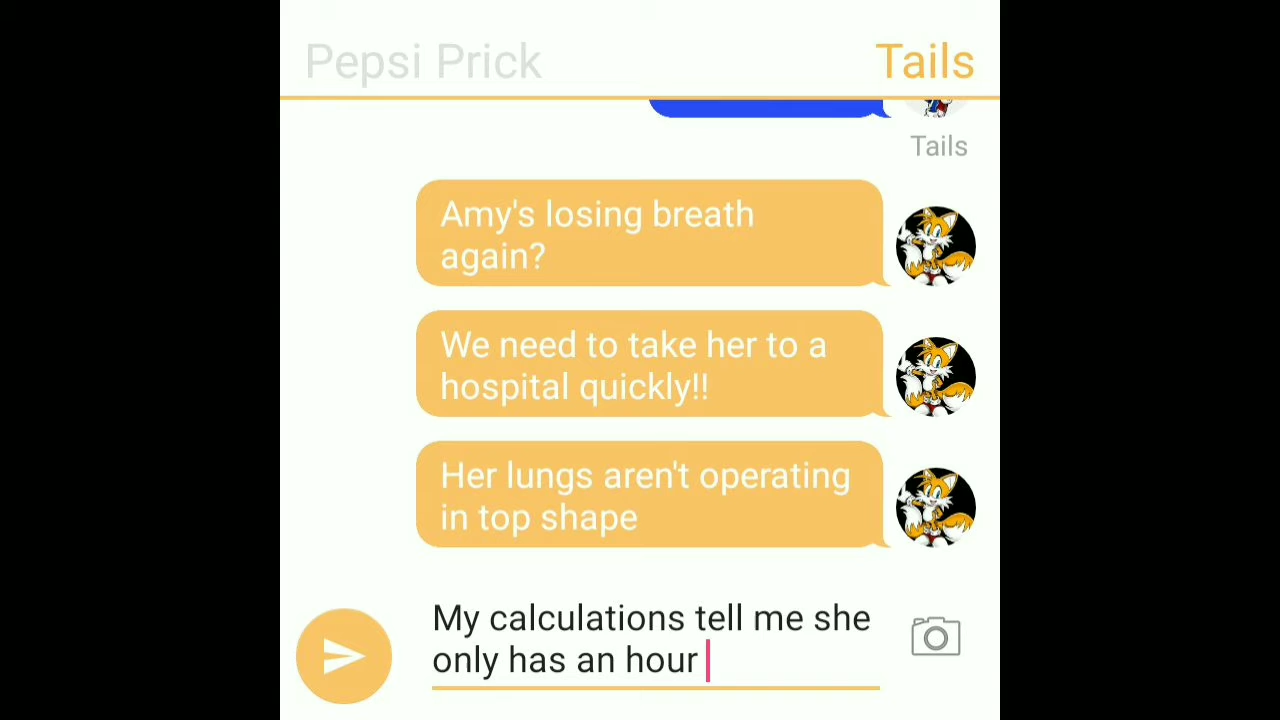 Pepsi Prick
Tails
Tails
Amy's losing breath
again?
We need to take her to a
hospital quickly!!
Her lungs aren't operating
in top shape
My calculations tell me she
only has an hour